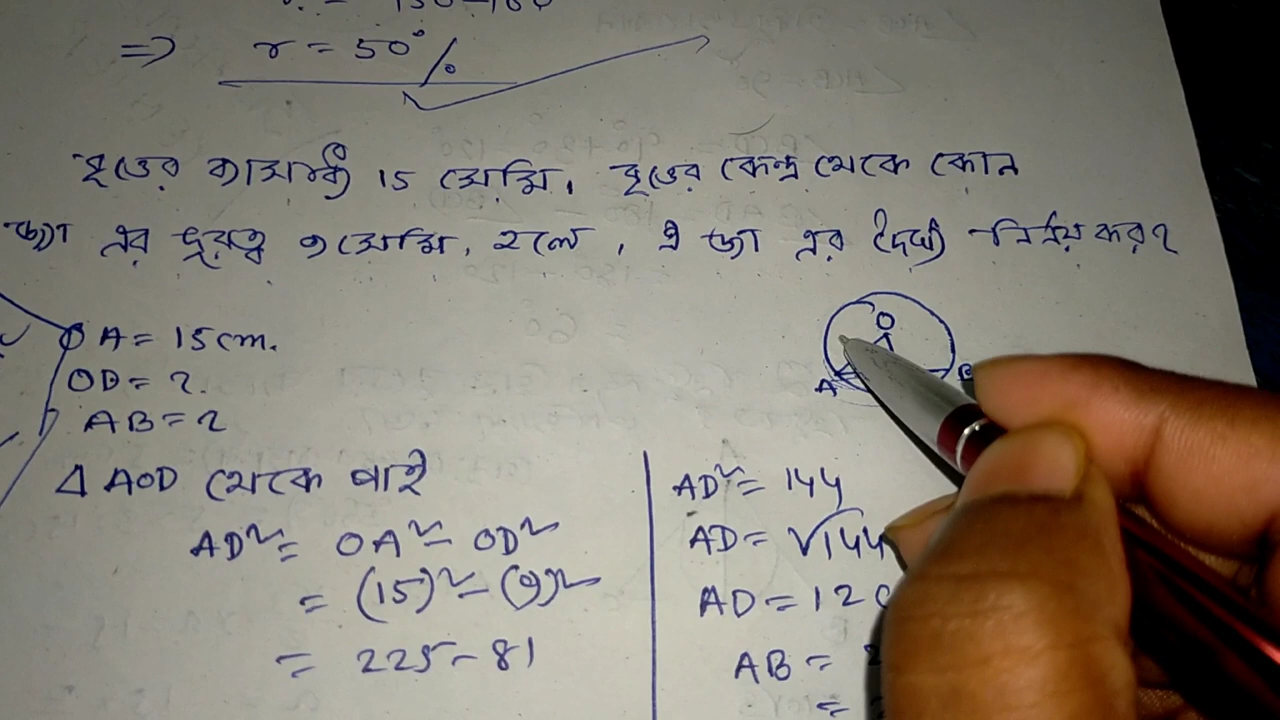 ⇒ r = 50° /.
বৃত্তের ব্যাসার্ধ 15 সেমি। বৃত্তের কেন্দ্র থেকে কোন
জ্যা এর দূরত্ব 9 সেমি, হলে, ঐ জ্যা এর দৈর্ঘ্য নির্ণয় কর?
O
A B
OA = 15cm.
OD = ?
AB = ?
Δ AOD থেকে পাই
AD² = OA² - OD²
= (15)² - (9)²
= 225 - 81
AD² = 144
AD = √144
AD = 12
AB =
=